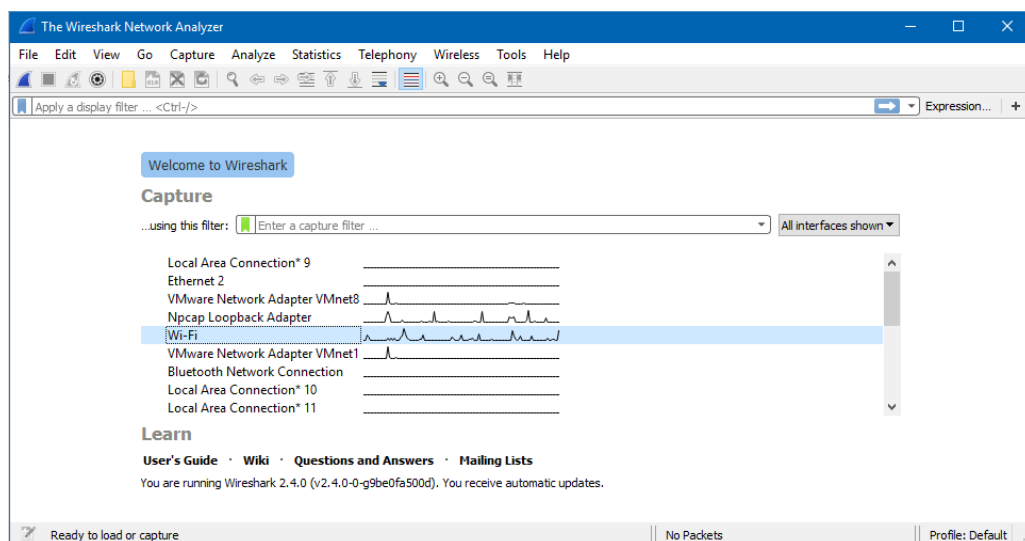 The Wireshark Network Analyzer
File Edit View Go Capture Analyze Statistics Telephony Wireless Tools Help
Apply a display filter ... <Ctrl-/> Expression... +
Welcome to Wireshark
Capture
...using this filter: Enter a capture filter ... All interfaces shown
Local Area Connection* 9
Ethernet 2
VMware Network Adapter VMnet8
Npcap Loopback Adapter
Wi-Fi
VMware Network Adapter VMnet1
Bluetooth Network Connection
Local Area Connection* 10
Local Area Connection* 11
Learn
User's Guide · Wiki · Questions and Answers · Mailing Lists
You are running Wireshark 2.4.0 (v2.4.0-0-g9be0fa500d). You receive automatic updates.
Ready to load or capture No Packets Profile: Default